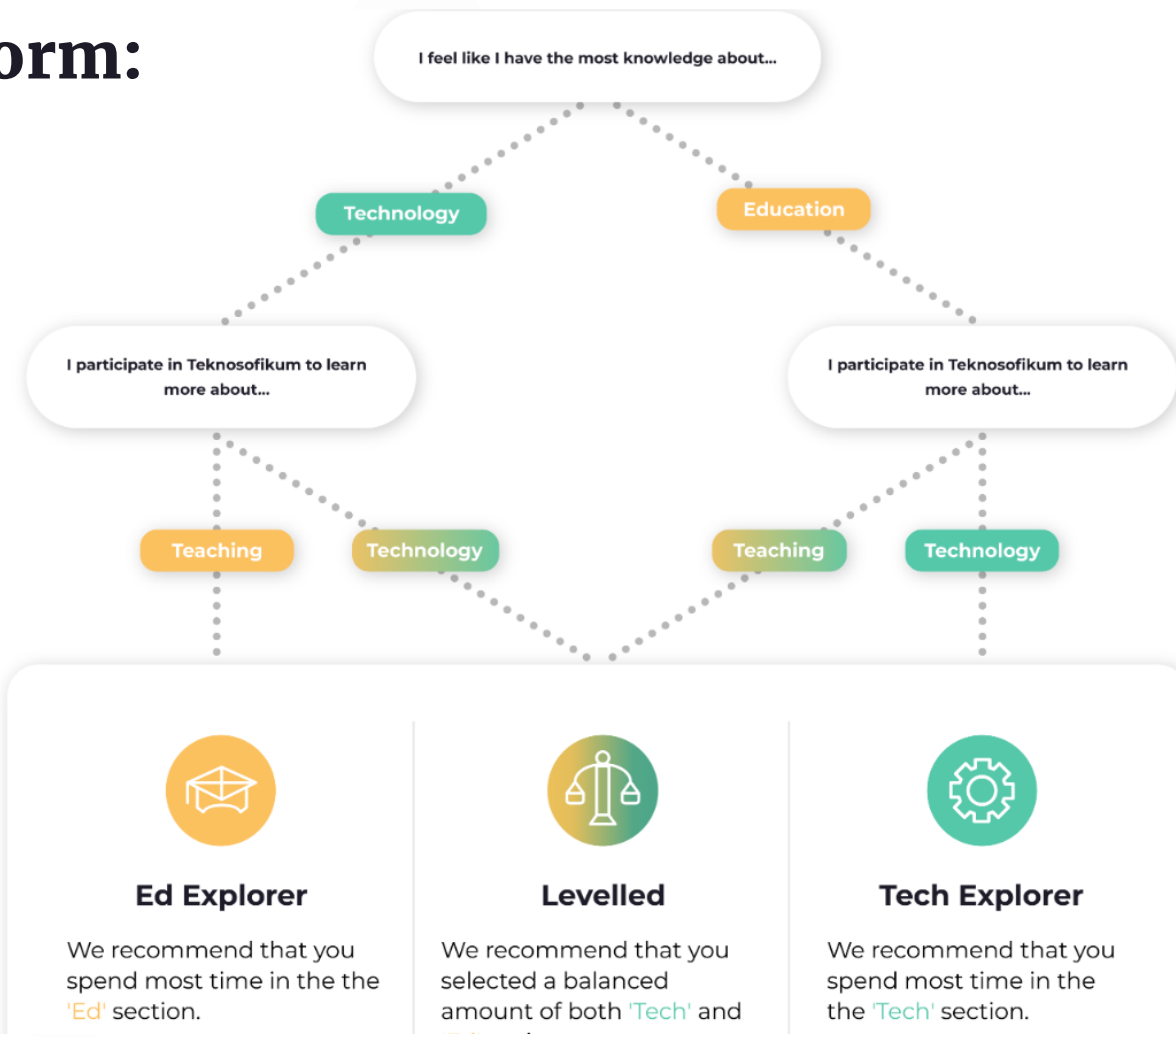 orm:
I feel like I have the most knowledge about...
Technology
Education
I participate in Teknosofikum to learn
more about...
I participate in Teknosofikum to learn
more about...
Teaching
Technology
Teaching
Technology
Ed Explorer
We recommend that you
spend most time in the the
'Ed' section.
Levelled
We recommend that you
selected a balanced
amount of both 'Tech' and
Tech Explorer
We recommend that you
spend most time in the
the 'Tech' section.